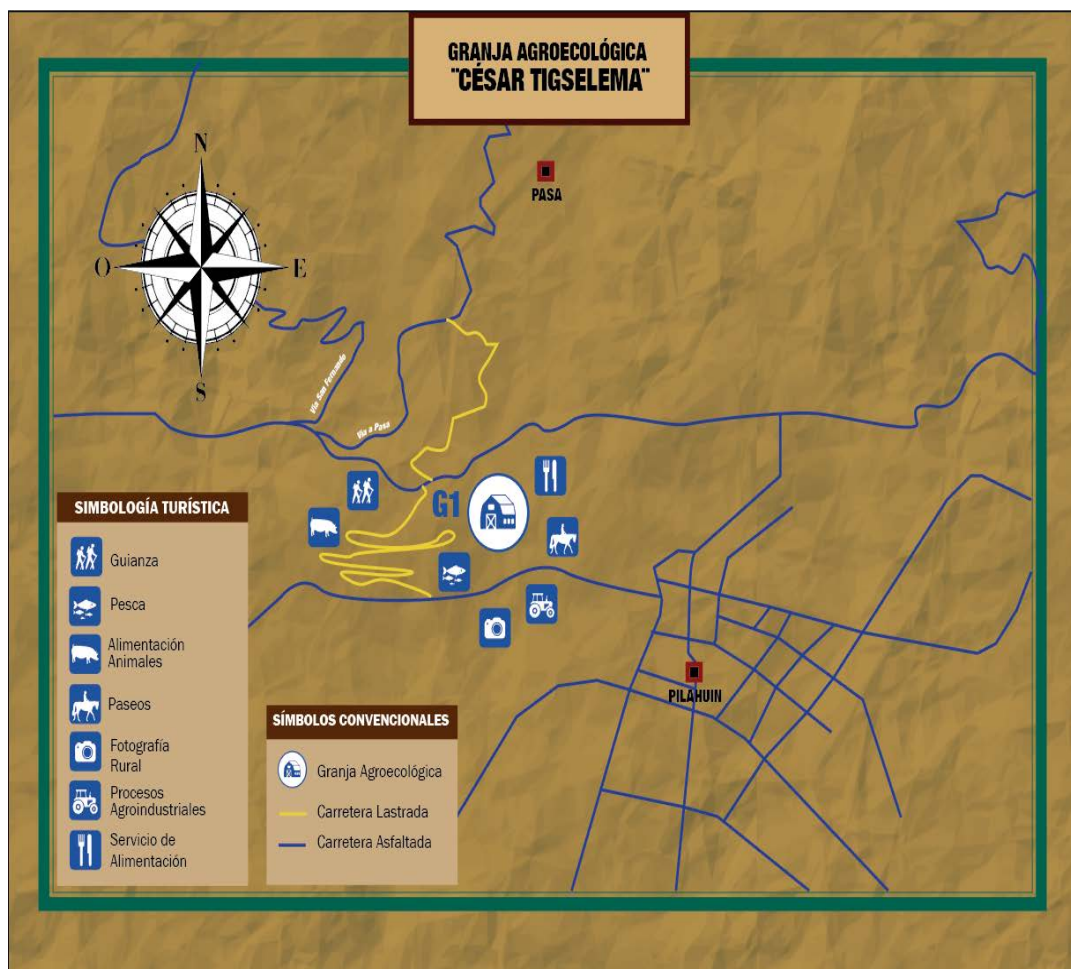 GRANJA AGROECOLÓGICA
¨CÉSAR TIGSELEMA¨
N
O
E
S
PASA
Vía San Fernando
Vía a Pasa
G1
PILAHUIN
SIMBOLOGÍA TURÍSTICA
Guianza
Pesca
Alimentación
Animales
Paseos
Fotografía
Rural
Procesos
Agroindustriales
Servicio de
Alimentación
SÍMBOLOS CONVENCIONALES
Granja Agroecológica
Carretera Lastrada
Carretera Asfaltada